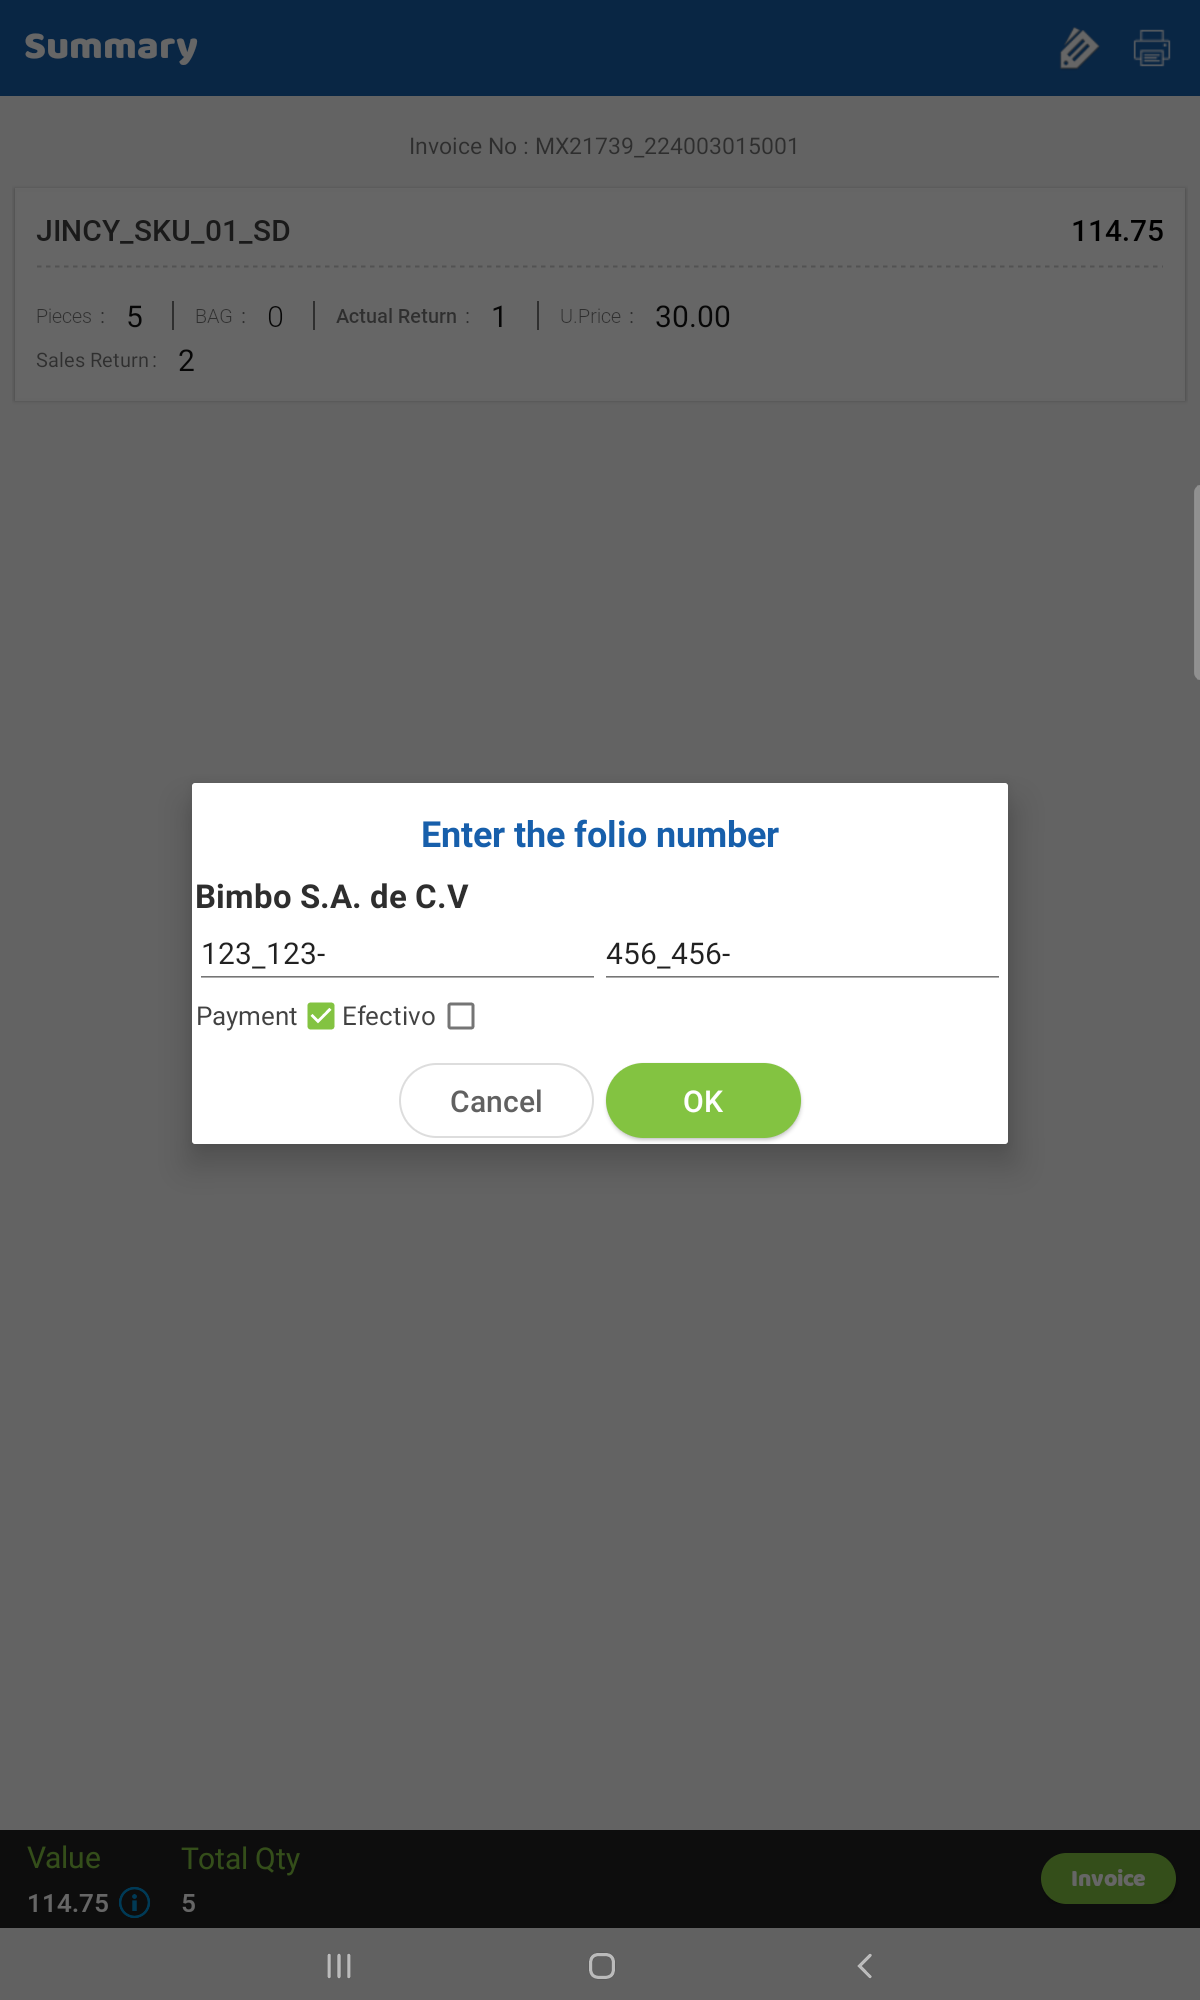 Summary
Invoice No : MX21739_224003015001
JINCY_SKU_01_SD 114.75
Pieces : 5 BAG : 0 Actual Return : 1 U.Price : 30.00
Sales Return : 2
Enter the folio number
Bimbo S.A. de C.V
123_123- 456_456-
Payment Efectivo
Cancel OK
Value Total Qty
114.75 5
Invoice